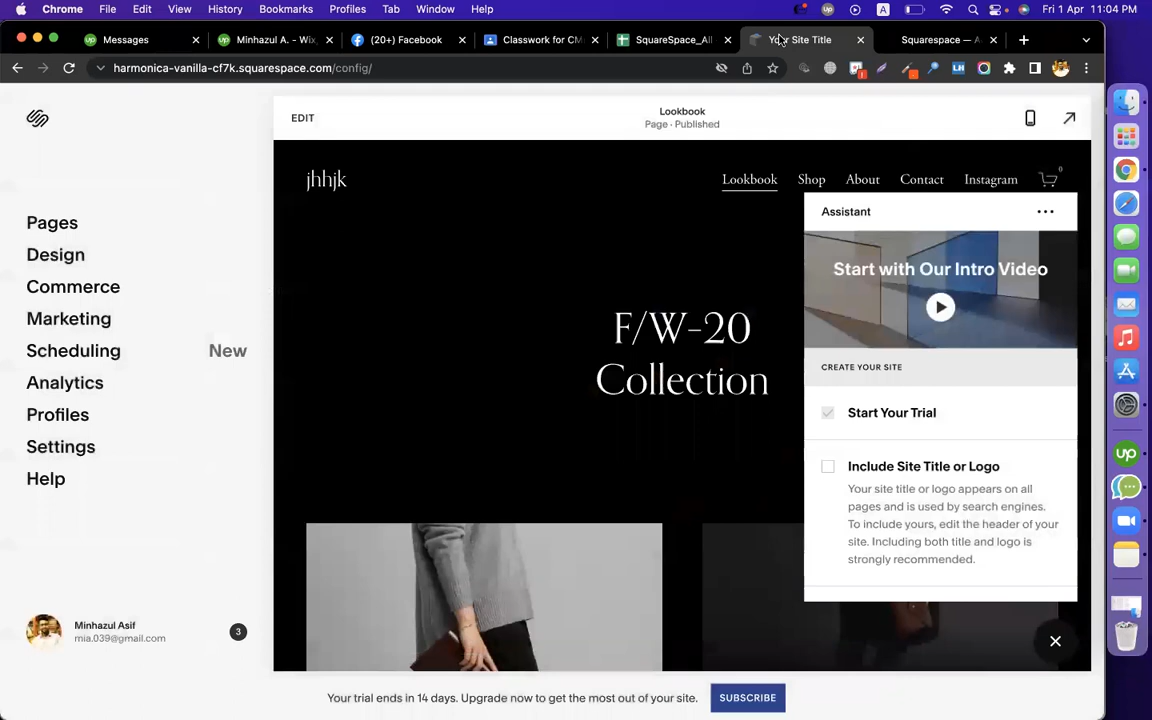 Chrome File Edit View History Bookmarks Profiles Tab Window Help A Fri 1 Apr 11:04 PM
Messages Minhazul A. - Wix, (20+) Facebook Classwork for CM SquareSpace_All Your Site Title Squarespace — A
harmonica-vanilla-cf7k.squarespace.com/config/
EDIT
Lookbook
Page · Published
jhhjk
Lookbook Shop About Contact Instagram 0
Pages
Design
Commerce
Marketing
Scheduling New
Analytics
Profiles
Settings
Help
F/W-20
Collection
Assistant
Start with Our Intro Video
CREATE YOUR SITE
Start Your Trial
Include Site Title or Logo
Your site title or logo appears on all
pages and is used by search engines.
To include yours, edit the header of your
site. Including both title and logo is
strongly recommended.
Minhazul Asif
mia.039@gmail.com
3
Your trial ends in 14 days. Upgrade now to get the most out of your site. SUBSCRIBE